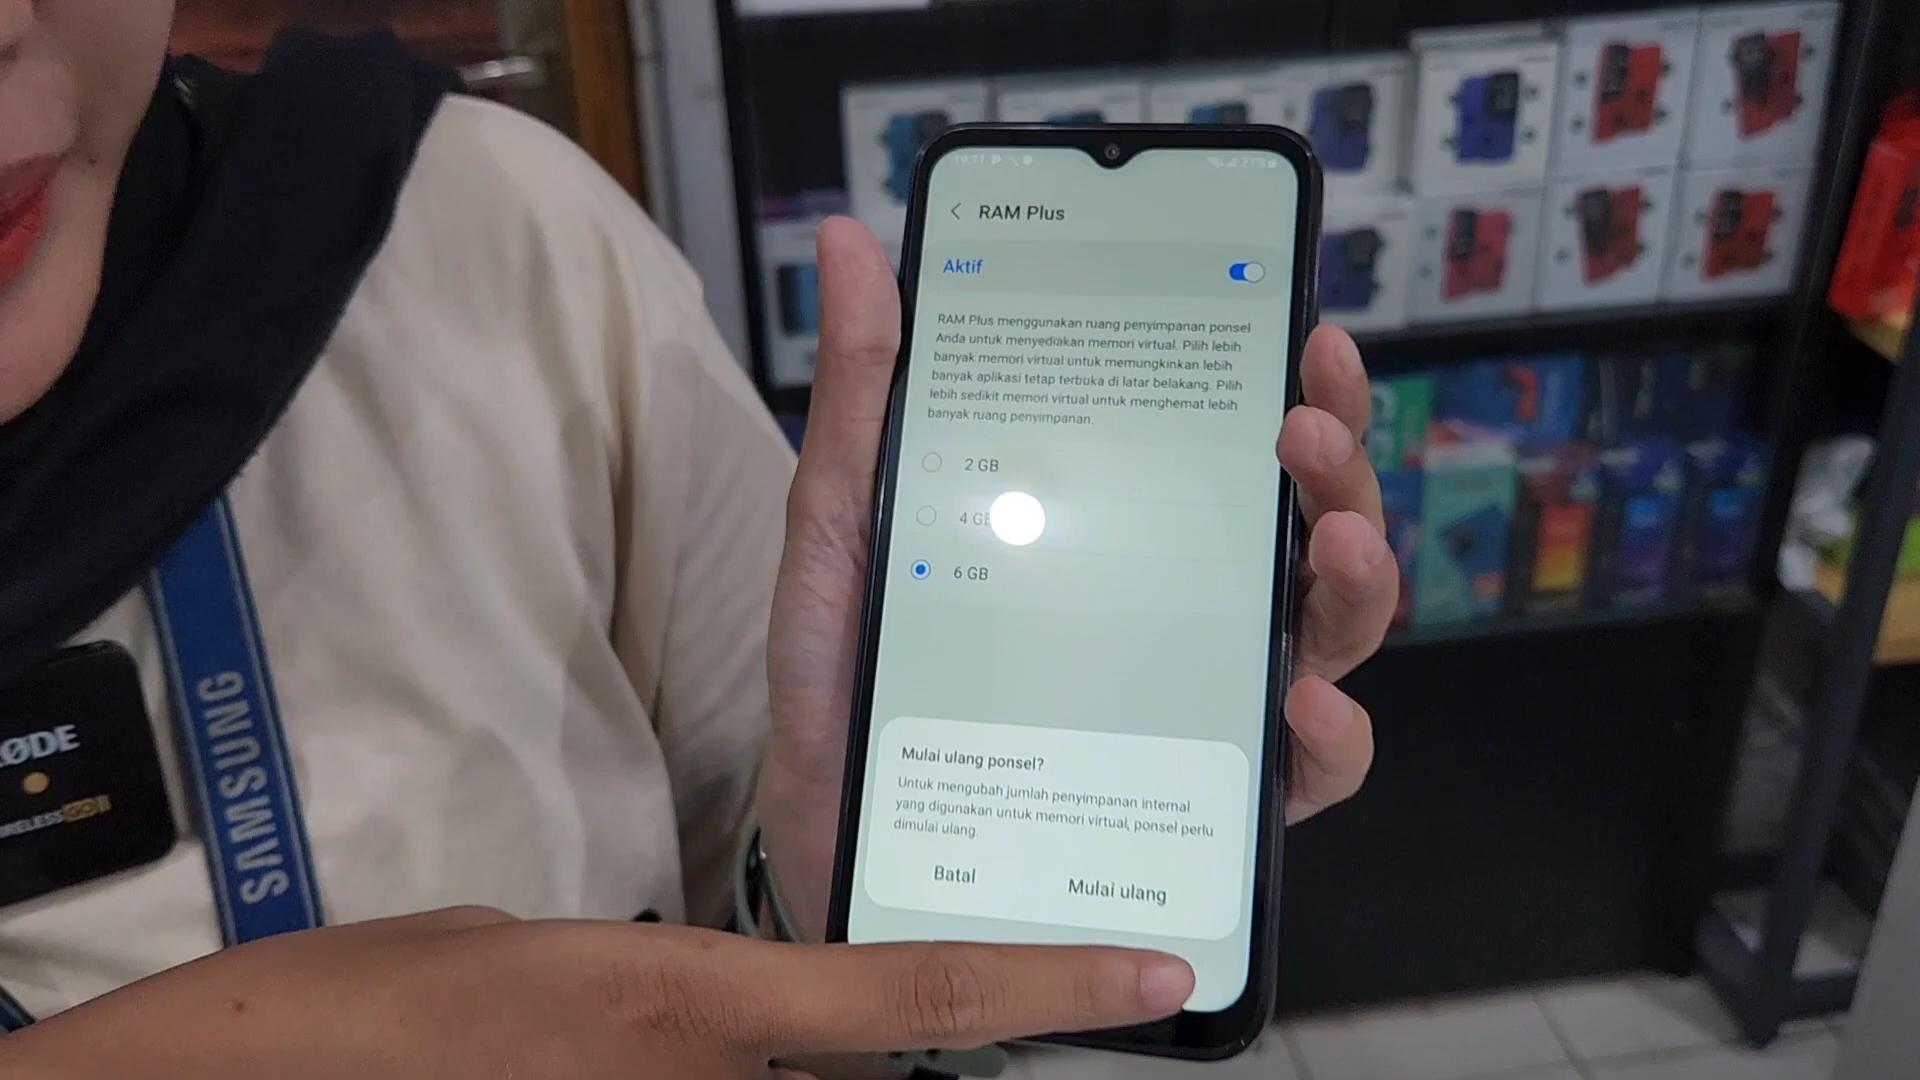 RAM Plus
Aktif
RAM Plus menggunakan ruang penyimpanan ponsel
Anda untuk menyediakan memori virtual. Pilih lebih
banyak memori virtual untuk memungkinkan lebih
banyak aplikasi tetap terbuka di latar belakang. Pilih
lebih sedikit memori virtual untuk menghemat lebih
banyak ruang penyimpanan.
2 GB
4 GB
6 GB
Mulai ulang ponsel?
Untuk mengubah jumlah penyimpanan internal
yang digunakan untuk memori virtual, ponsel perlu
dimulai ulang.
Batal
Mulai ulang
SAMSUNG
RØDE